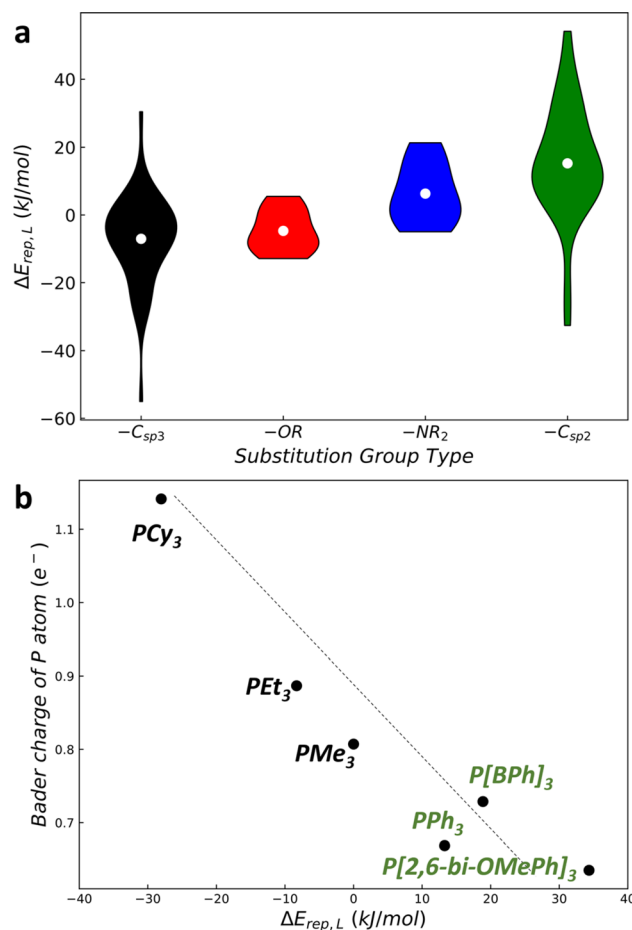 a
ΔE_rep,L (kJ/mol)
40
20
0
−20
−40
−60
−C_sp3 −OR −NR_2 −C_sp2
Substitution Group Type
b
Bader charge of P atom (e^−)
1.1
1.0
0.9
0.8
0.7
PCy_3
PEt_3
PMe_3
P[BPh]_3
PPh_3
P[2,6-bi-OMePh]_3
−40 −30 −20 −10 0 10 20 30 40
ΔE_rep,L (kJ/mol)